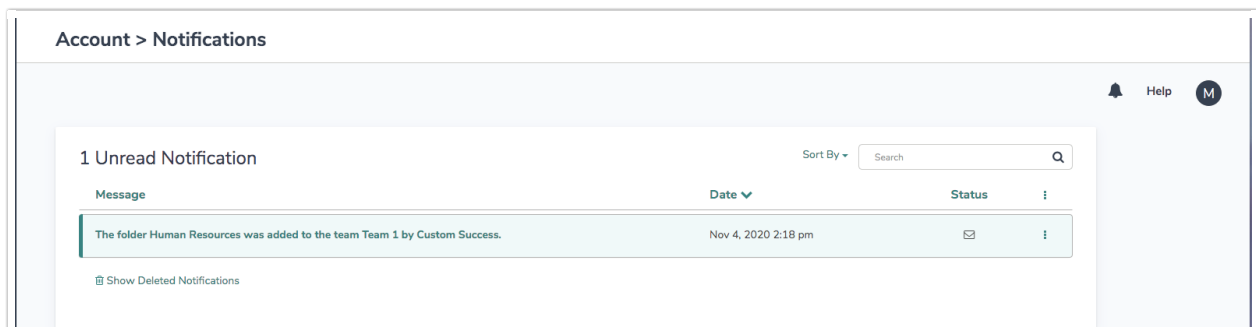 Account > Notifications
Help M
1 Unread Notification Sort By Search
Message Date Status
The folder Human Resources was added to the team Team 1 by Custom Success. Nov 4, 2020 2:18 pm
Show Deleted Notifications